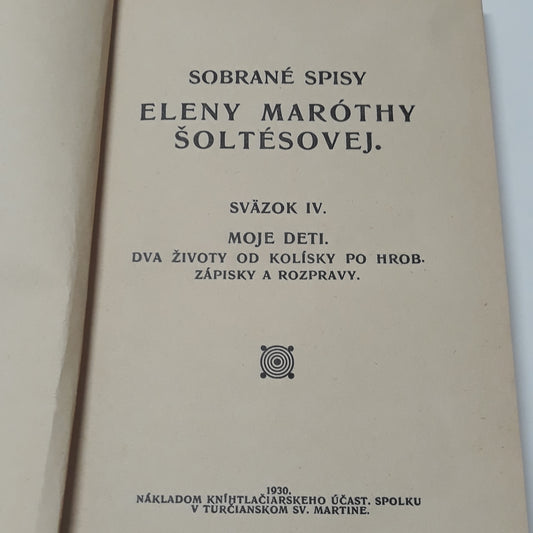 SOBRANÉ SPISY
ELENY MARÓTHY
ŠOLTÉSOVEJ.
SVÄZOK IV.
MOJE DETI.
DVA ŽIVOTY OD KOLÍSKY PO HROB.
ZÁPISKY A ROZPRAVY.
1930.
NÁKLADOM KNÍHTLAČIARSKEHO ÚČAST. SPOLKU
V TURČIANSKOM SV. MARTINE.